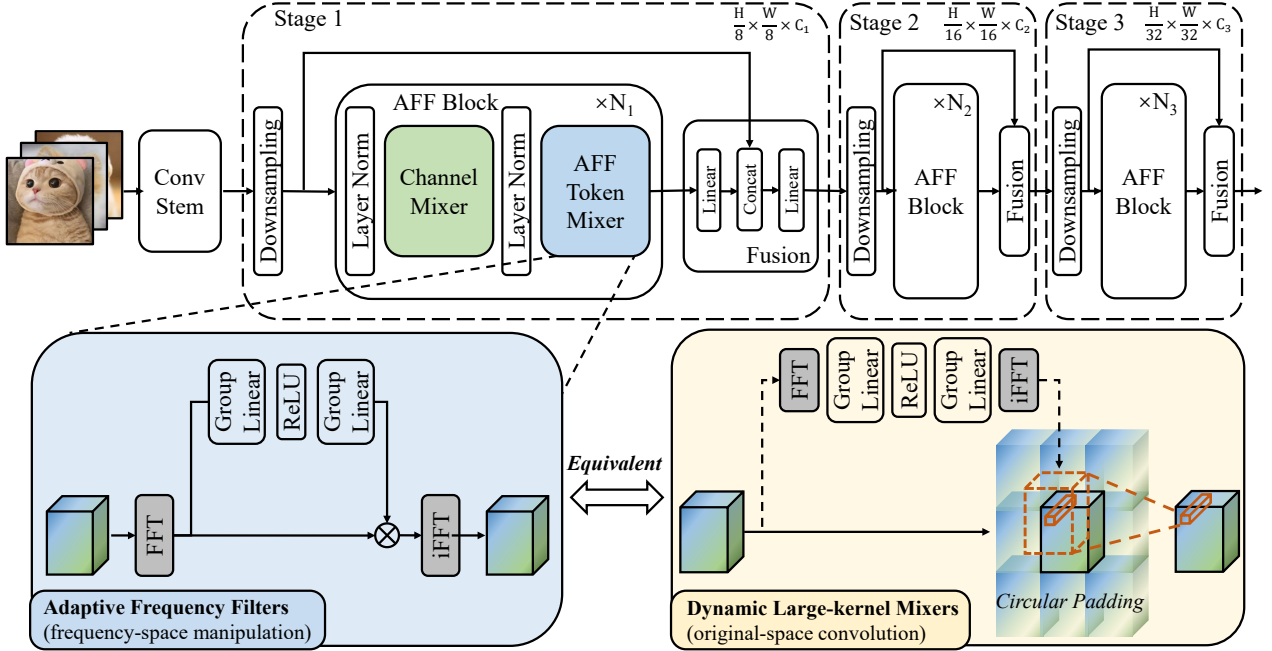 Stage 1
H/8 × W/8 × C₁
Stage 2
H/16 × W/16 × C₂
Stage 3
H/32 × W/32 × C₃
Conv
Stem
Downsampling
AFF Block
×N₁
Layer Norm
Channel
Mixer
Layer Norm
AFF
Token
Mixer
Linear
Concat
Linear
Fusion
Downsampling
×N₂
AFF
Block
Fusion
Downsampling
×N₃
AFF
Block
Fusion
Group
Linear
ReLU
Group
Linear
FFT
iFFT
Adaptive Frequency Filters
(frequency-space manipulation)
Equivalent
FFT
Group
Linear
ReLU
Group
Linear
iFFT
Circular Padding
Dynamic Large-kernel Mixers
(original-space convolution)